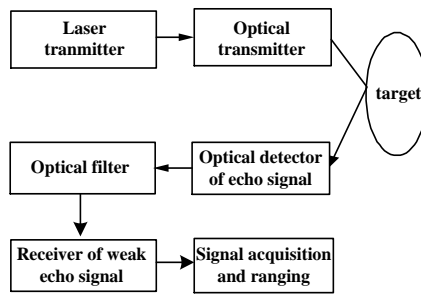 Laser
tranmitter
Optical
transmitter
target
Optical filter
Optical detector
of echo signal
Receiver of weak
echo signal
Signal acquisition
and ranging